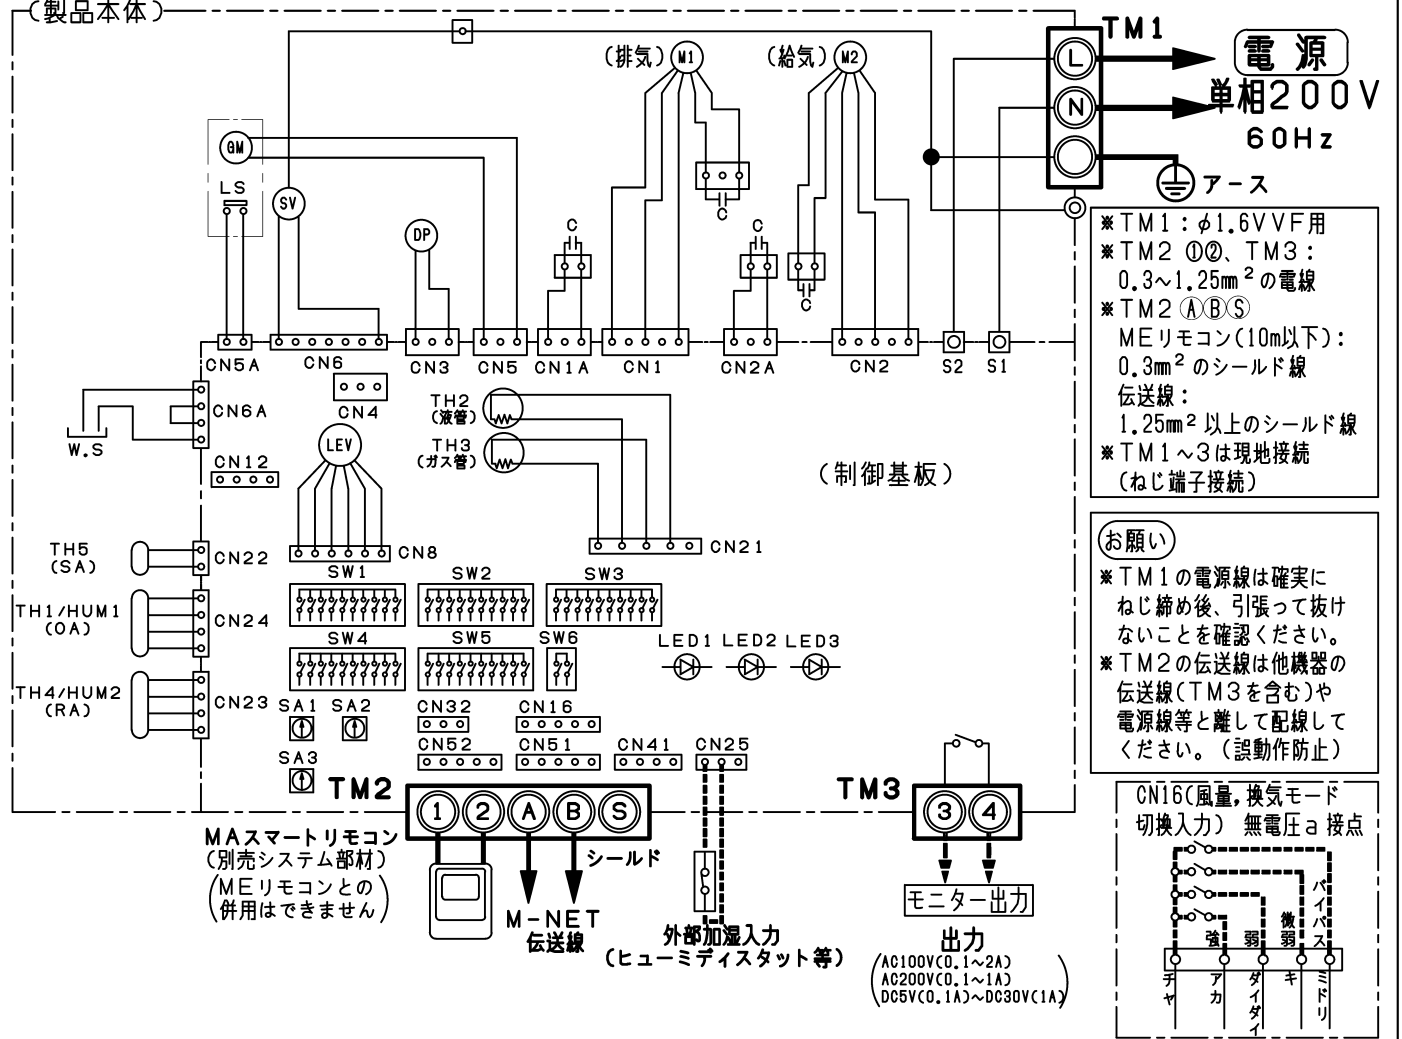 (製品本体)
TM1
L
電源
N
単相200V
60Hz
アース
(排気)
M1
(給気)
M2
GM
LS
SV
DP
C
C
C
C
CN5A
CN6
CN3
CN5
CN1A
CN1
CN2A
CN2
S2
S1
CN4
CN6A
W.S
CN12
TH2
(液管)
TH3
(ガス管)
LEV
(制御基板)
CN8
CN21
TH5
(SA)
CN22
TH1/HUM1
(OA)
CN24
TH4/HUM2
(RA)
CN23
SW1
SW2
SW3
SW4
SW5
SW6
LED1
LED2
LED3
SA1
SA2
SA3
CN32
CN16
CN52
CN51
CN41
CN25
TM2
1
2
A
B
S
TM3
3
4
MAスマートリモコン
(別売システム部材)
(MEリモコンとの
併用はできません)
シールド
M-NET
伝送線
外部加湿入力
(ヒューミディスタット等)
モニター出力
出力
(AC100V(0.1~2A)
AC200V(0.1~1A)
DC5V(0.1A)~DC30V(1A))
※TM1:φ1.6VVF用
※TM2 ①②、TM3:
0.3~1.25mm²の電線
※TM2 ⒶⒷⓈ
MEリモコン(10m以下):
0.3mm²のシールド線
伝送線:
1.25mm²以上のシールド線
※TM1~3は現地接続
(ねじ端子接続)
お願い
※TM1の電源線は確実に
ねじ締め後、引張って抜け
ないことを確認ください。
※TM2の伝送線は他機器の
伝送線(TM3を含む)や
電源線等と離して配線して
ください。(誤動作防止)
CN16(風量,換気モード
切換入力) 無電圧a接点
強
弱
微弱
バイパス
チャ
アカ
ダイダイ
キ
ミドリ